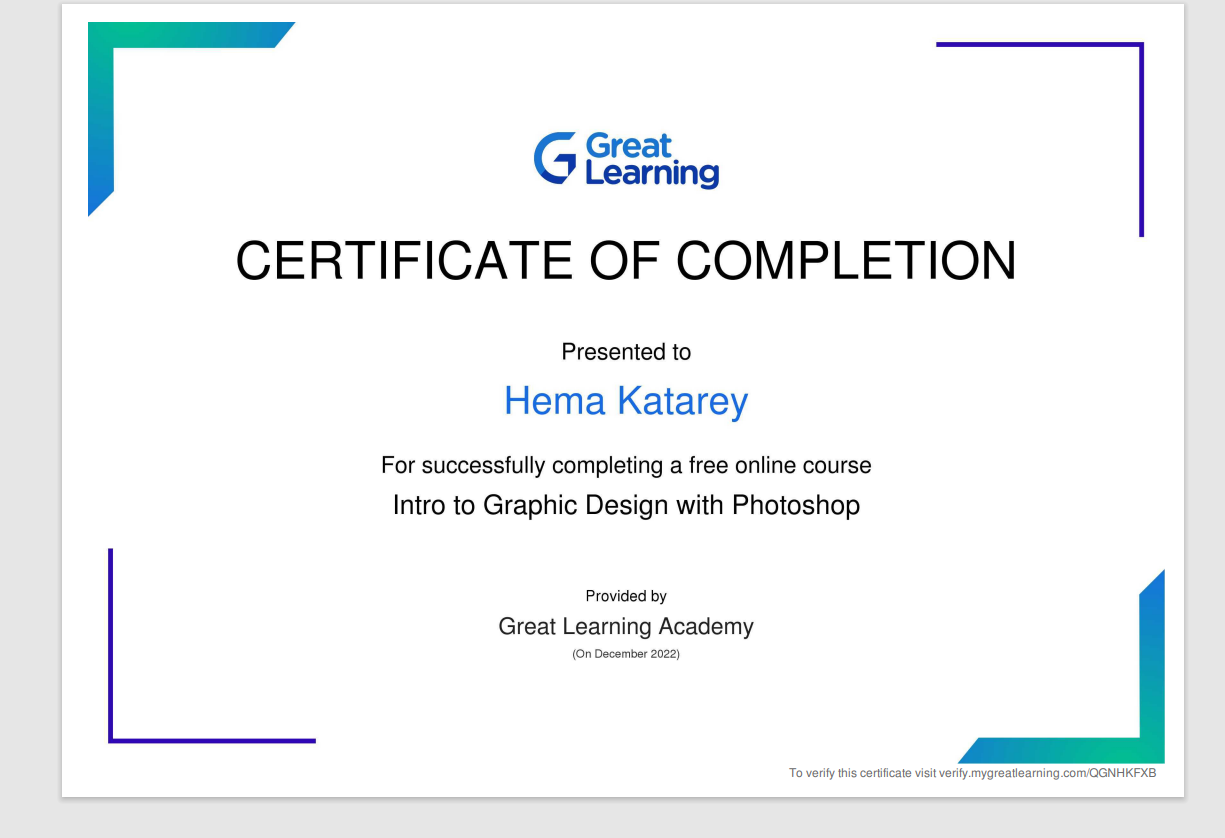 Great
Learning
CERTIFICATE OF COMPLETION
Presented to
Hema Katarey
For successfully completing a free online course
Intro to Graphic Design with Photoshop
Provided by
Great Learning Academy
(On December 2022)
To verify this certificate visit verify.mygreatlearning.com/QGNHKFXB